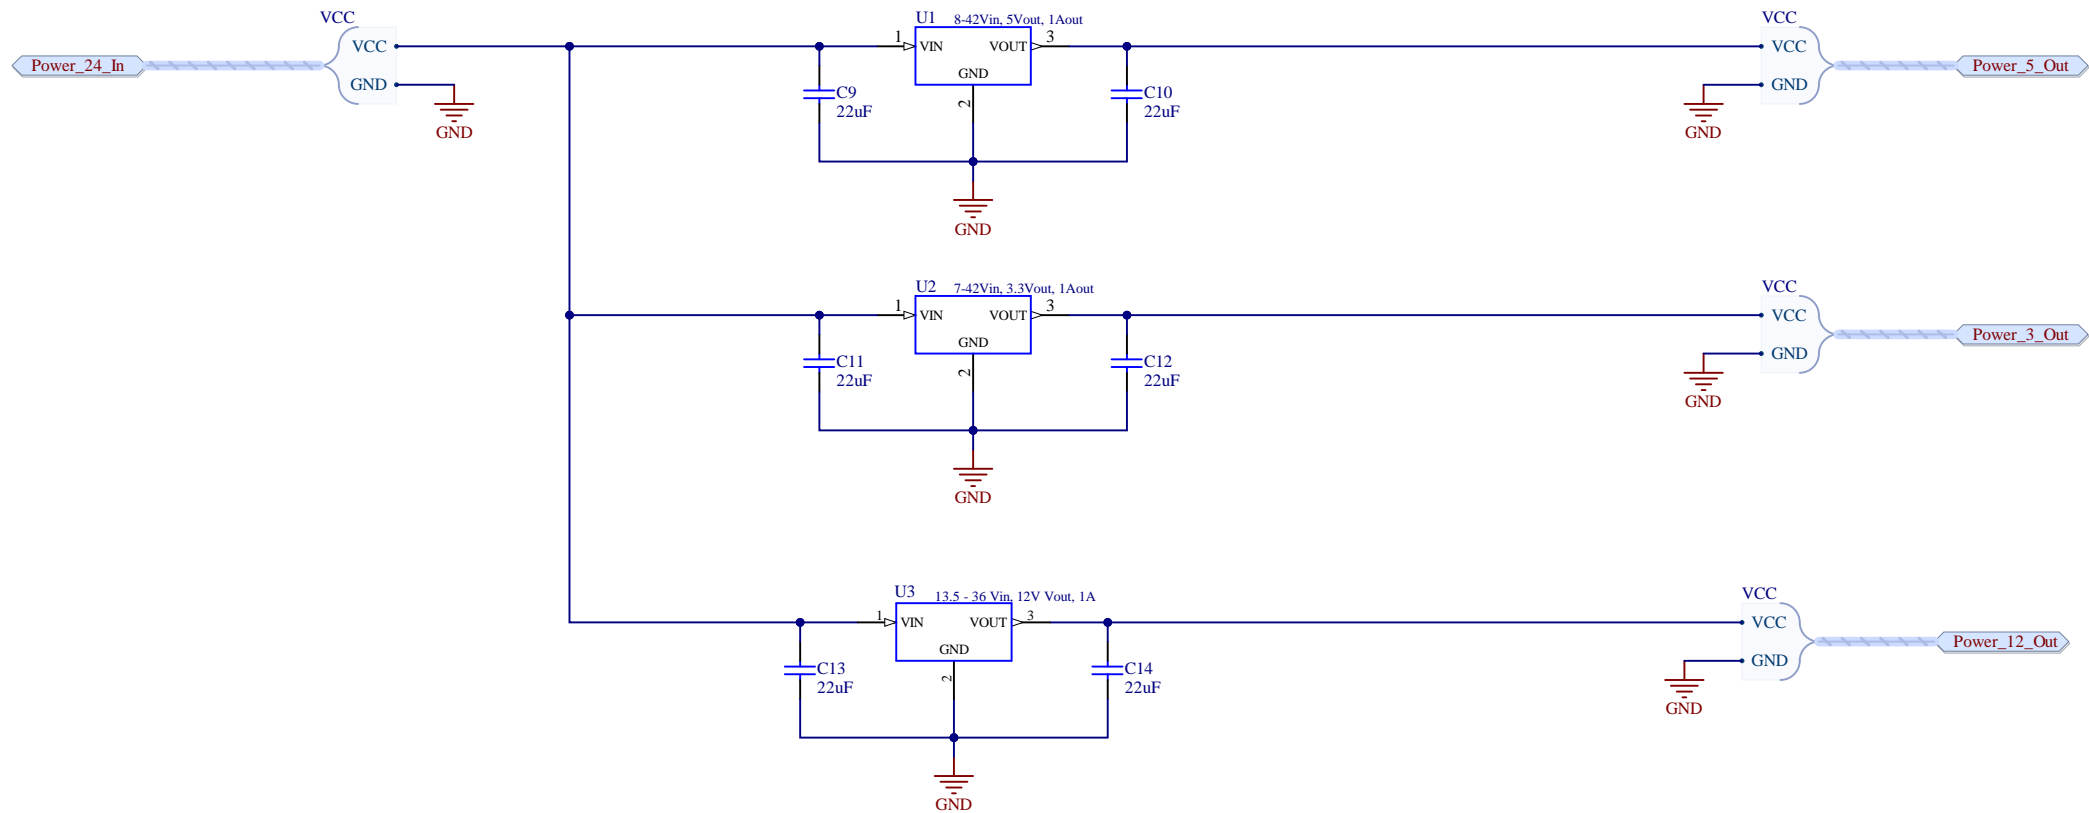 VCC
VCC
GND
Power_24_In
GND
U1 8-42Vin, 5Vout, 1Aout
1 VIN VOUT 3
GND
2
C9
22uF
C10
22uF
GND
VCC
VCC
GND
Power_5_Out
GND
U2 7-42Vin, 3.3Vout, 1Aout
1 VIN VOUT 3
GND
2
C11
22uF
C12
22uF
GND
VCC
VCC
GND
Power_3_Out
GND
U3 13.5 - 36 Vin, 12V Vout, 1A
1 VIN VOUT 3
GND
2
C13
22uF
C14
22uF
GND
VCC
VCC
GND
Power_12_Out
GND